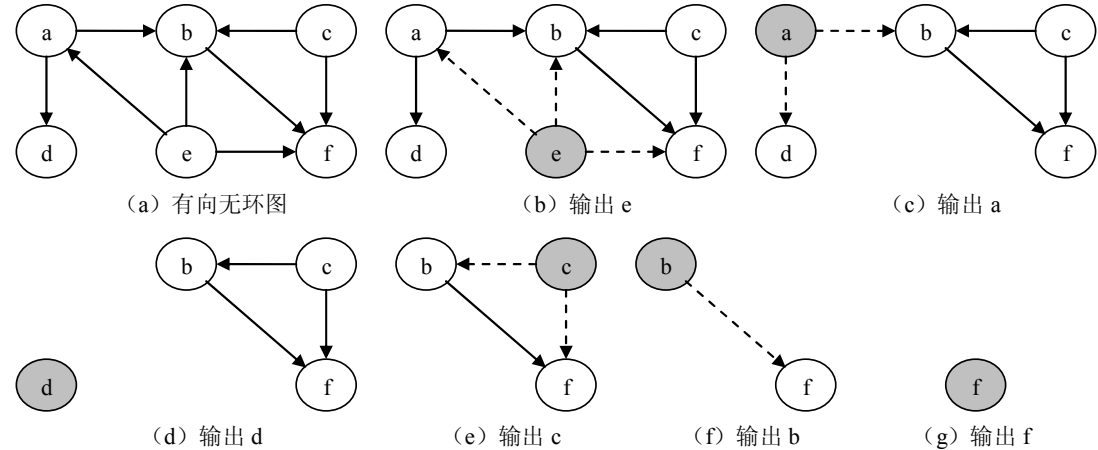 a b c
d e f
(a)有向无环图
a b c
d e f
(b)输出 e
a b c
d f
(c)输出 a
b c
d f
(d)输出 d
b c
f
(e)输出 c
b
f
(f)输出 b
f
(g)输出 f